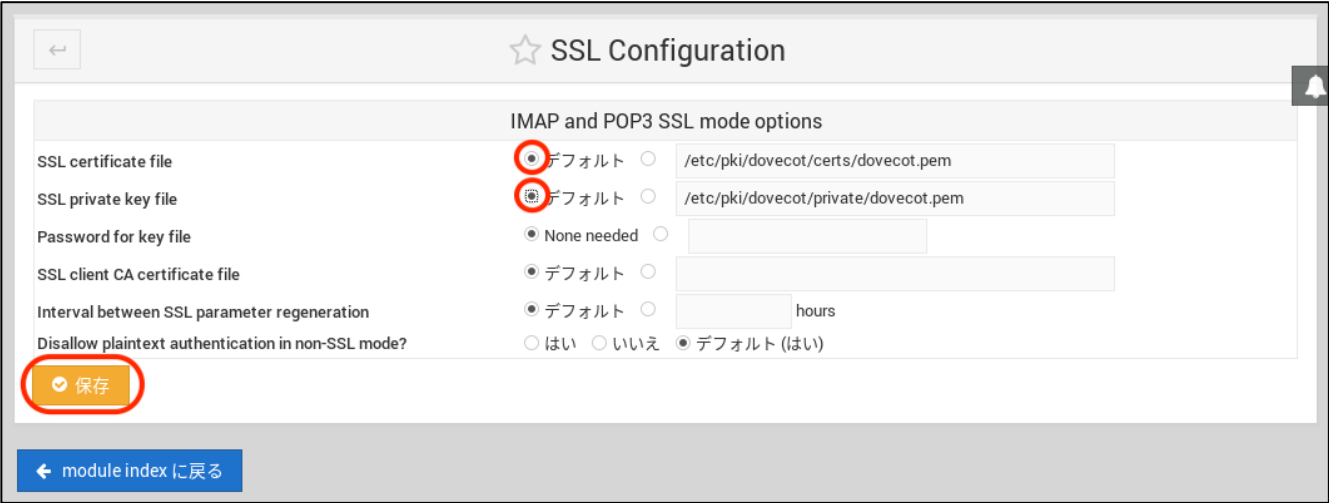 SSL Configuration
IMAP and POP3 SSL mode options
SSL certificate file デフォルト /etc/pki/dovecot/certs/dovecot.pem
SSL private key file デフォルト /etc/pki/dovecot/private/dovecot.pem
Password for key file None needed
SSL client CA certificate file デフォルト
Interval between SSL parameter regeneration デフォルト hours
Disallow plaintext authentication in non-SSL mode? はい いいえ デフォルト (はい)
保存
module index に戻る